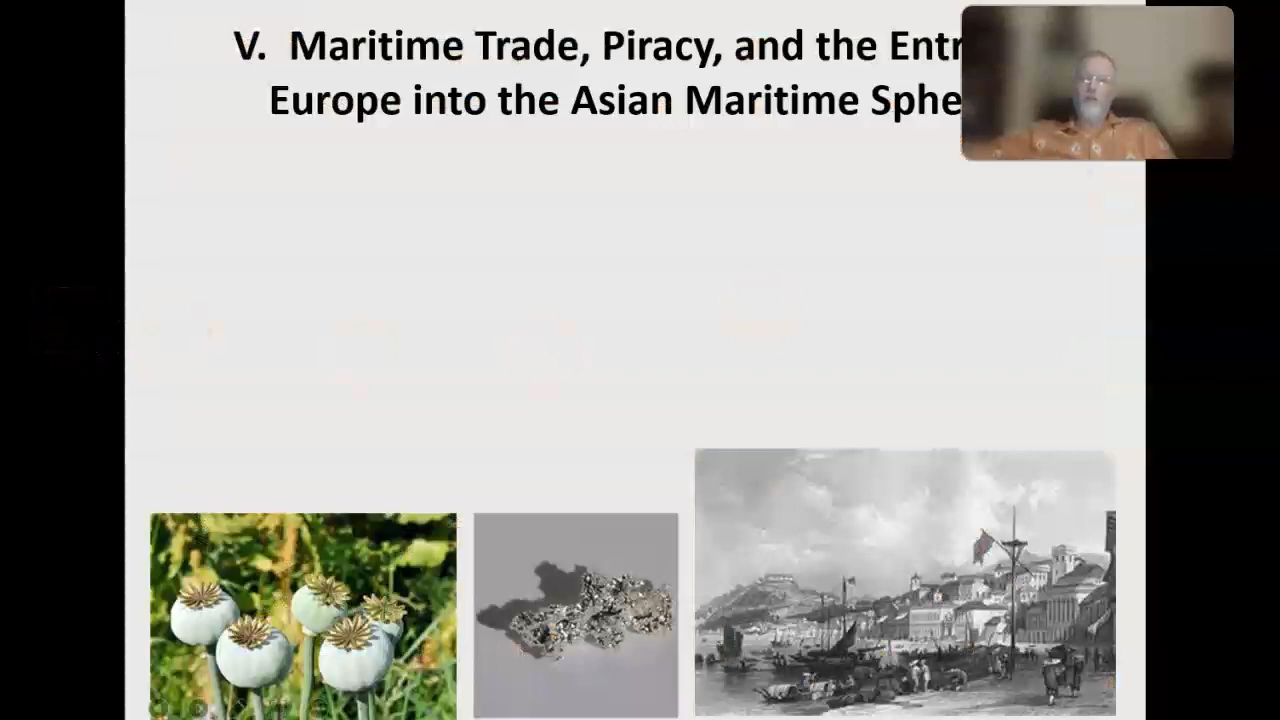 V. Maritime Trade, Piracy, and the Entr
Europe into the Asian Maritime Sphe